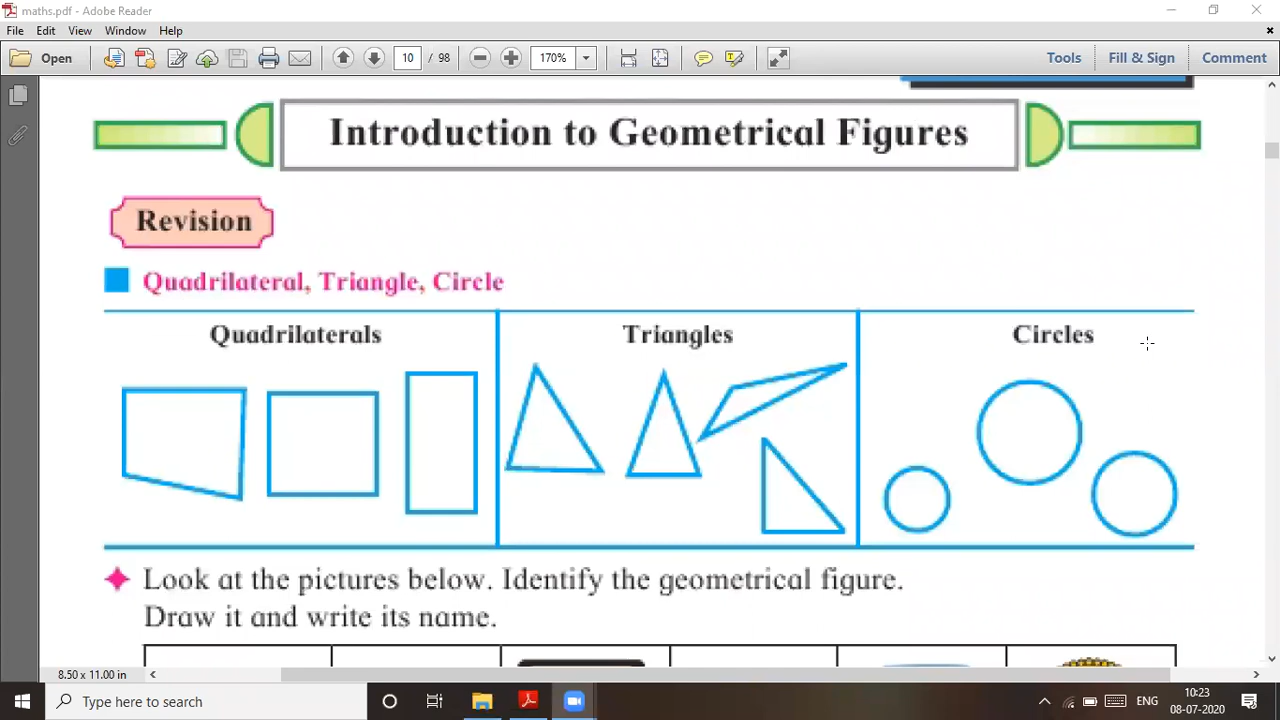 maths.pdf - Adobe Reader
File Edit View Window Help
Open 10 / 98 170% Tools Fill & Sign Comment
Introduction to Geometrical Figures
Revision
Quadrilateral, Triangle, Circle
Quadrilaterals Triangles Circles
Look at the pictures below. Identify the geometrical figure.
Draw it and write its name.
8.50 x 11.00 in
Type here to search
ENG
10:23
08-07-2020